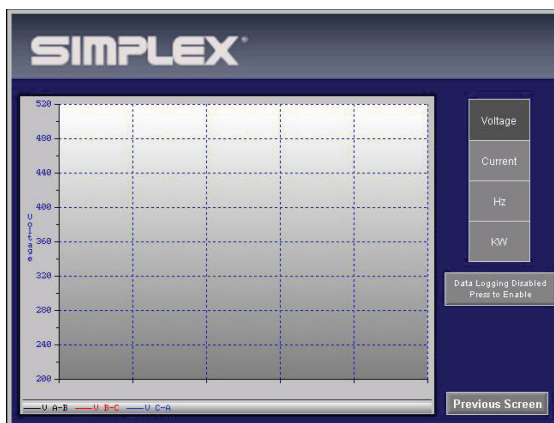 SIMPLEX
520
480
440
400
360
320
280
240
200
Voltage
V A-B V B-C V C-A
Voltage
Current
Hz
KW
Data Logging Disabled
Press to Enable
Previous Screen